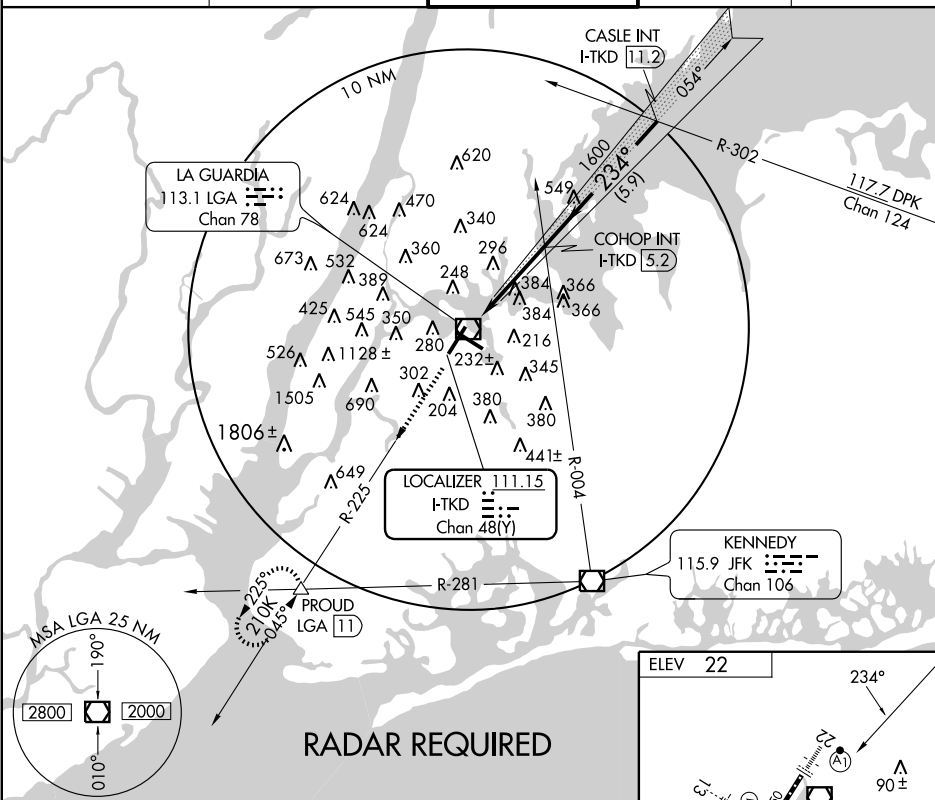 CASLE INT
I-TKD 11.2
10 NM
054°
R-302
620
1600
234°
(5.9)
549
117.7 DPK
Chan 124
LA GUARDIA
113.1 LGA
Chan 78
624
624
470
340
COHOP INT
I-TKD 5.2
360
296
673
532
389
248
384
384
366
366
425
545
350
280
216
526
1128 ±
232±
345
1505
690
302
204
380
380
1806 ±
441±
649
R-225
R-004
LOCALIZER 111.15
I-TKD
Chan 48(Y)
KENNEDY
115.9 JFK
Chan 106
R-281
225°
210K
045°
PROUD
LGA 11
MSA LGA 25 NM
190°
2800
2000
010°
RADAR REQUIRED
ELEV 22
234°
22
A1
13
90 ±